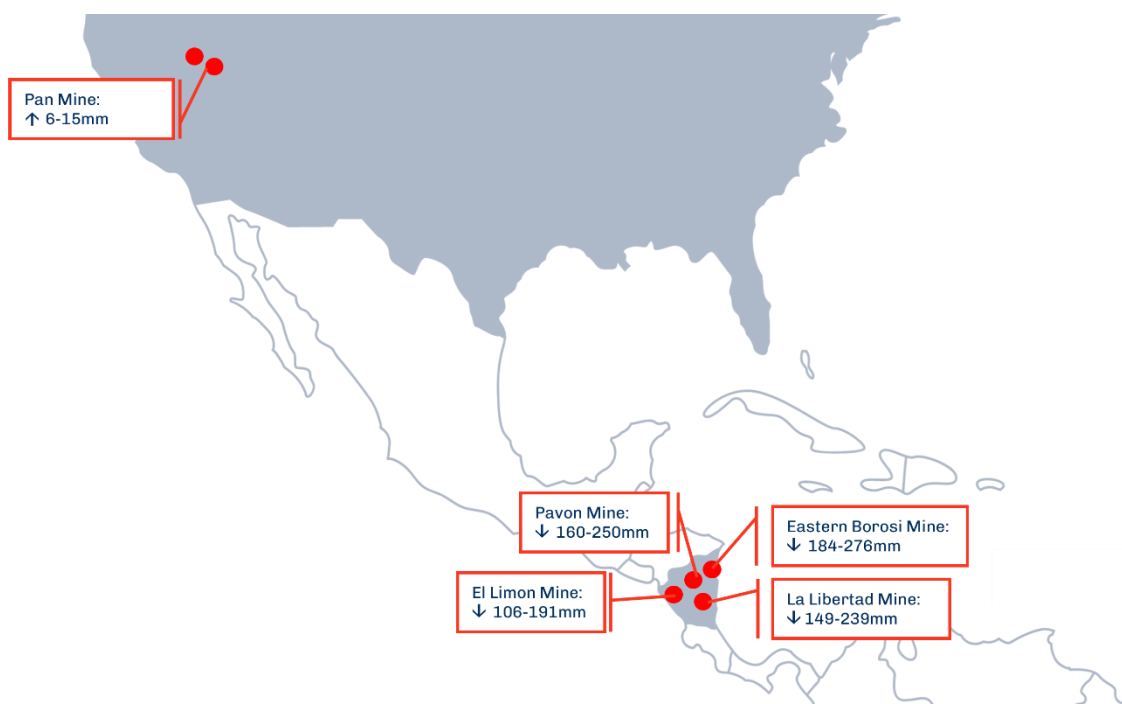 Pan Mine:
↑ 6-15mm
Pavon Mine:
↓ 160-250mm
Eastern Borosi Mine:
↓ 184-276mm
El Limon Mine:
↓ 106-191mm
La Libertad Mine:
↓ 149-239mm